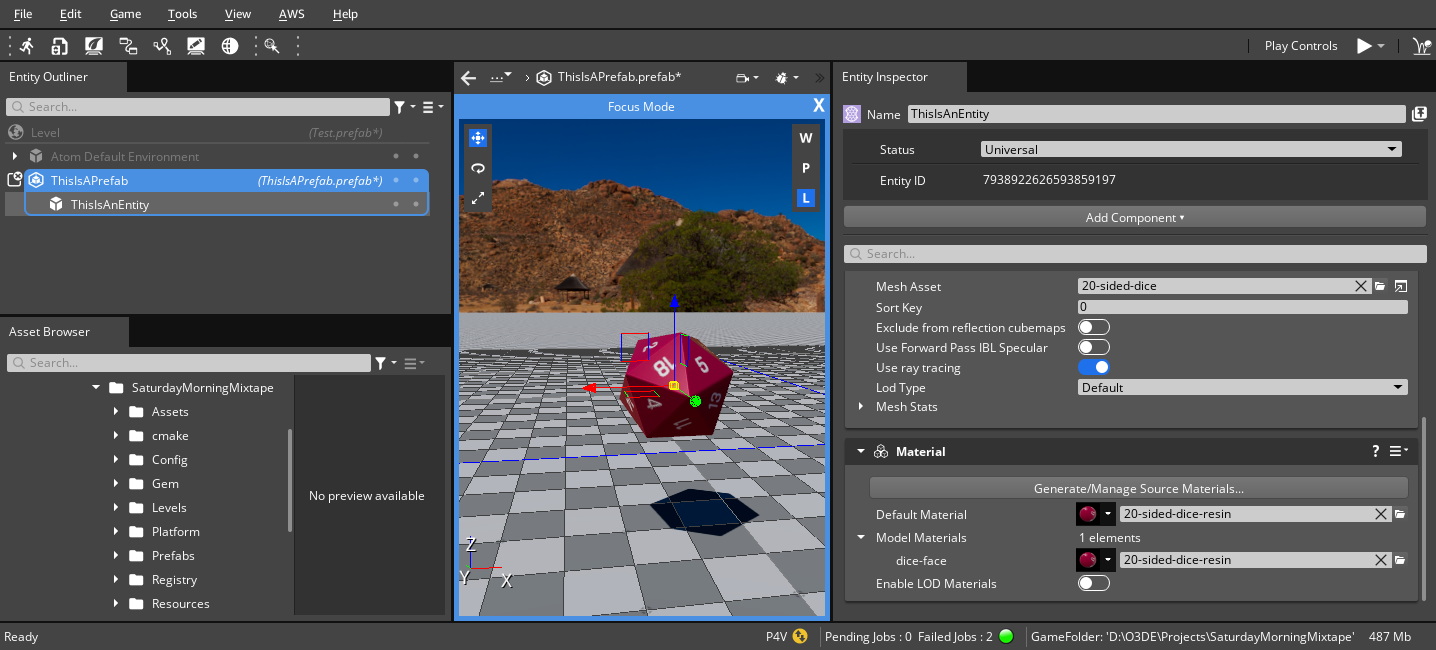 File Edit Game Tools View AWS Help
Play Controls
Entity Outliner
Search...
Level (Test.prefab*)
Atom Default Environment
ThisIsAPrefab (ThisIsAPrefab.prefab*)
ThisIsAnEntity
Asset Browser
Search...
SaturdayMorningMixtape
Assets
cmake
Config
Gem
Levels
Platform
Prefabs
Registry
Resources
No preview available
... › ThisIsAPrefab.prefab* »
Focus Mode X
W
P
L
18
5
4
13
11
Z
Y X
Entity Inspector
Name ThisIsAnEntity
Status Universal
Entity ID 7938922626593859197
Add Component
Search...
Mesh Asset 20-sided-dice
Sort Key 0
Exclude from reflection cubemaps
Use Forward Pass IBL Specular
Use ray tracing
Lod Type Default
Mesh Stats
Material ?
Generate/Manage Source Materials...
Default Material 20-sided-dice-resin
Model Materials 1 elements
dice-face 20-sided-dice-resin
Enable LOD Materials
Ready P4V Pending Jobs : 0 Failed Jobs : 2 GameFolder: 'D:\O3DE\Projects\SaturdayMorningMixtape' 487 Mb